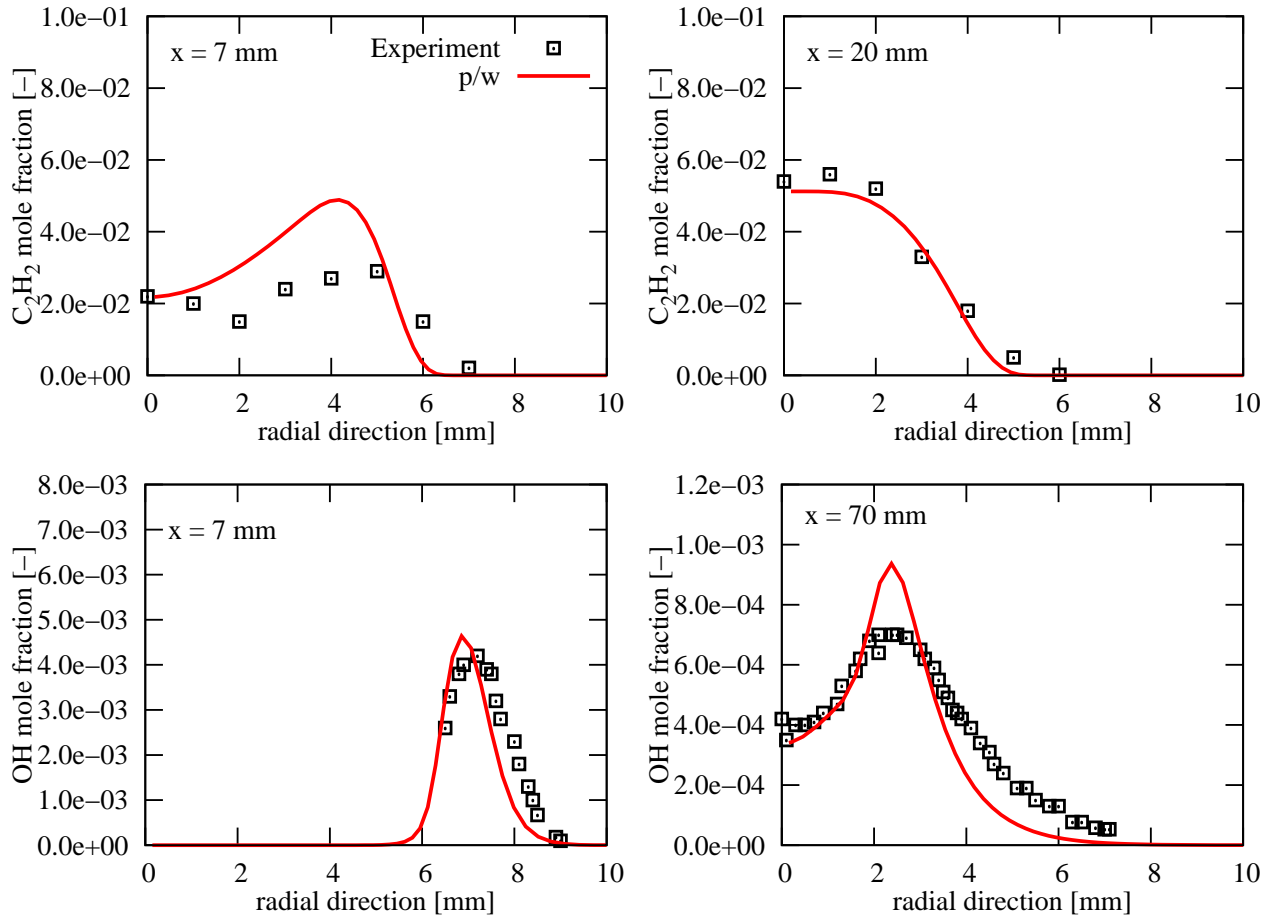 x = 7 mm
Experiment
p/w
C₂H₂ mole fraction [−]
1.0e−01
8.0e−02
6.0e−02
4.0e−02
2.0e−02
0.0e+00
0 2 4 6 8 10
radial direction [mm]
x = 20 mm
C₂H₂ mole fraction [−]
1.0e−01
8.0e−02
6.0e−02
4.0e−02
2.0e−02
0.0e+00
0 2 4 6 8 10
radial direction [mm]
x = 7 mm
OH mole fraction [−]
8.0e−03
7.0e−03
6.0e−03
5.0e−03
4.0e−03
3.0e−03
2.0e−03
1.0e−03
0.0e+00
0 2 4 6 8 10
radial direction [mm]
x = 70 mm
OH mole fraction [−]
1.2e−03
1.0e−03
8.0e−04
6.0e−04
4.0e−04
2.0e−04
0.0e+00
0 2 4 6 8 10
radial direction [mm]